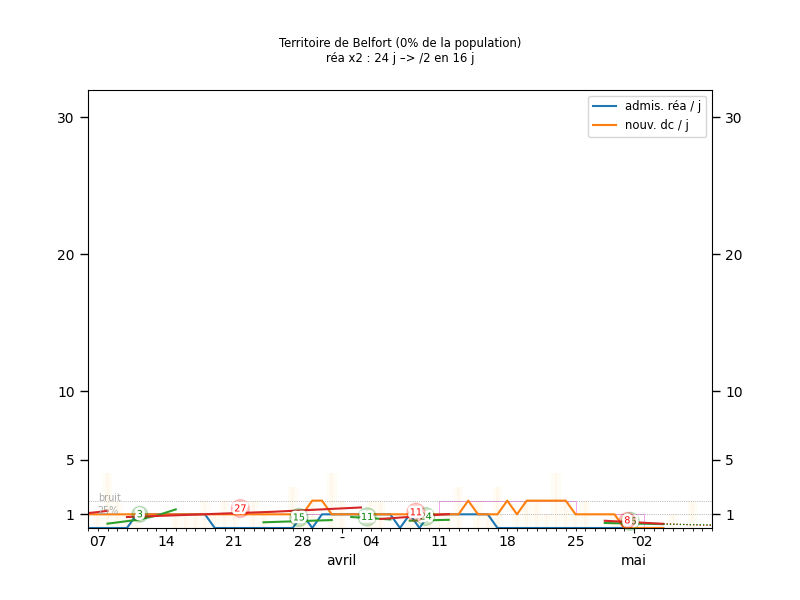 Territoire de Belfort (0% de la population)
réa x2 : 24 j –> /2 en 16 j
admis. réa / j
nouv. dc / j
30 30
20 20
10 10
5 5
bruit
25%
1 1
3 27 15 11 11 4 8
07 14 21 28 - 04 11 18 25 - 02
avril mai